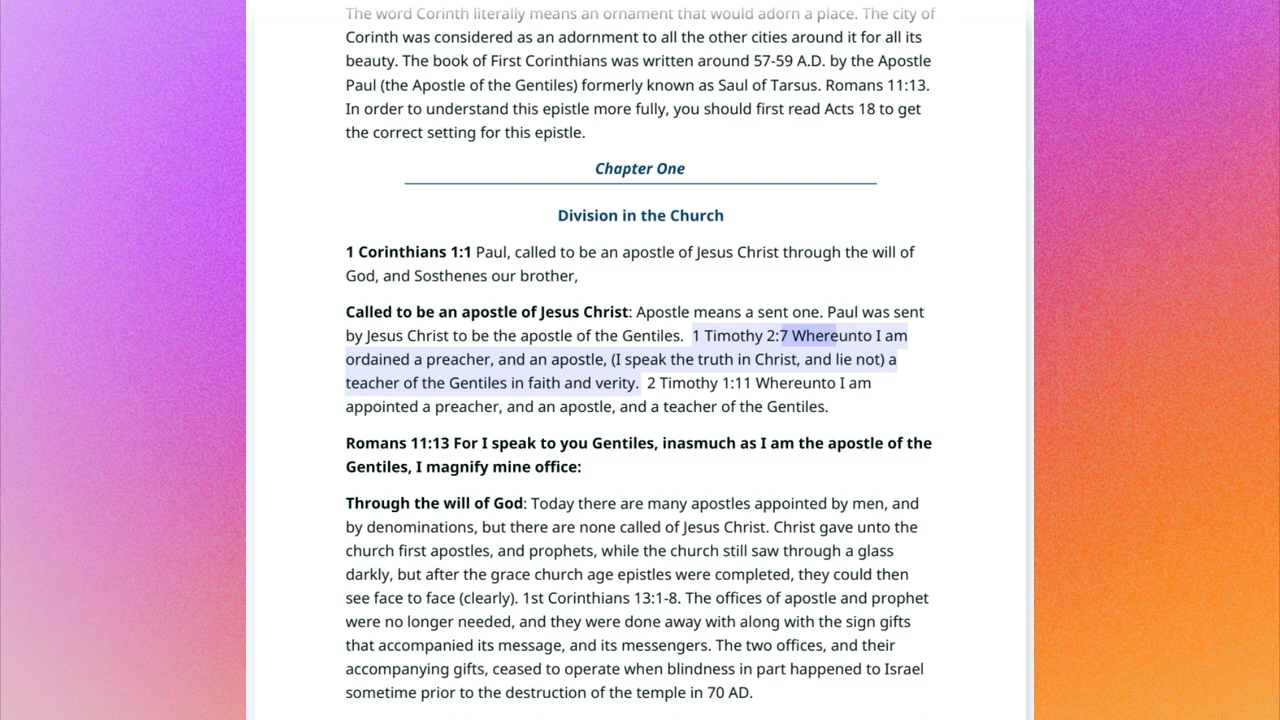 The word Corinth literally means an ornament that would adorn a place. The city of
Corinth was considered as an adornment to all the other cities around it for all its
beauty. The book of First Corinthians was written around 57-59 A.D. by the Apostle
Paul (the Apostle of the Gentiles) formerly known as Saul of Tarsus. Romans 11:13.
In order to understand this epistle more fully, you should first read Acts 18 to get
the correct setting for this epistle.
Chapter One
Division in the Church
1 Corinthians 1:1 Paul, called to be an apostle of Jesus Christ through the will of
God, and Sosthenes our brother,
Called to be an apostle of Jesus Christ: Apostle means a sent one. Paul was sent
by Jesus Christ to be the apostle of the Gentiles. 1 Timothy 2:7 Whereunto I am
ordained a preacher, and an apostle, (I speak the truth in Christ, and lie not) a
teacher of the Gentiles in faith and verity. 2 Timothy 1:11 Whereunto I am
appointed a preacher, and an apostle, and a teacher of the Gentiles.
Romans 11:13 For I speak to you Gentiles, inasmuch as I am the apostle of the
Gentiles, I magnify mine office:
Through the will of God: Today there are many apostles appointed by men, and
by denominations, but there are none called of Jesus Christ. Christ gave unto the
church first apostles, and prophets, while the church still saw through a glass
darkly, but after the grace church age epistles were completed, they could then
see face to face (clearly). 1st Corinthians 13:1-8. The offices of apostle and prophet
were no longer needed, and they were done away with along with the sign gifts
that accompanied its message, and its messengers. The two offices, and their
accompanying gifts, ceased to operate when blindness in part happened to Israel
sometime prior to the destruction of the temple in 70 AD.